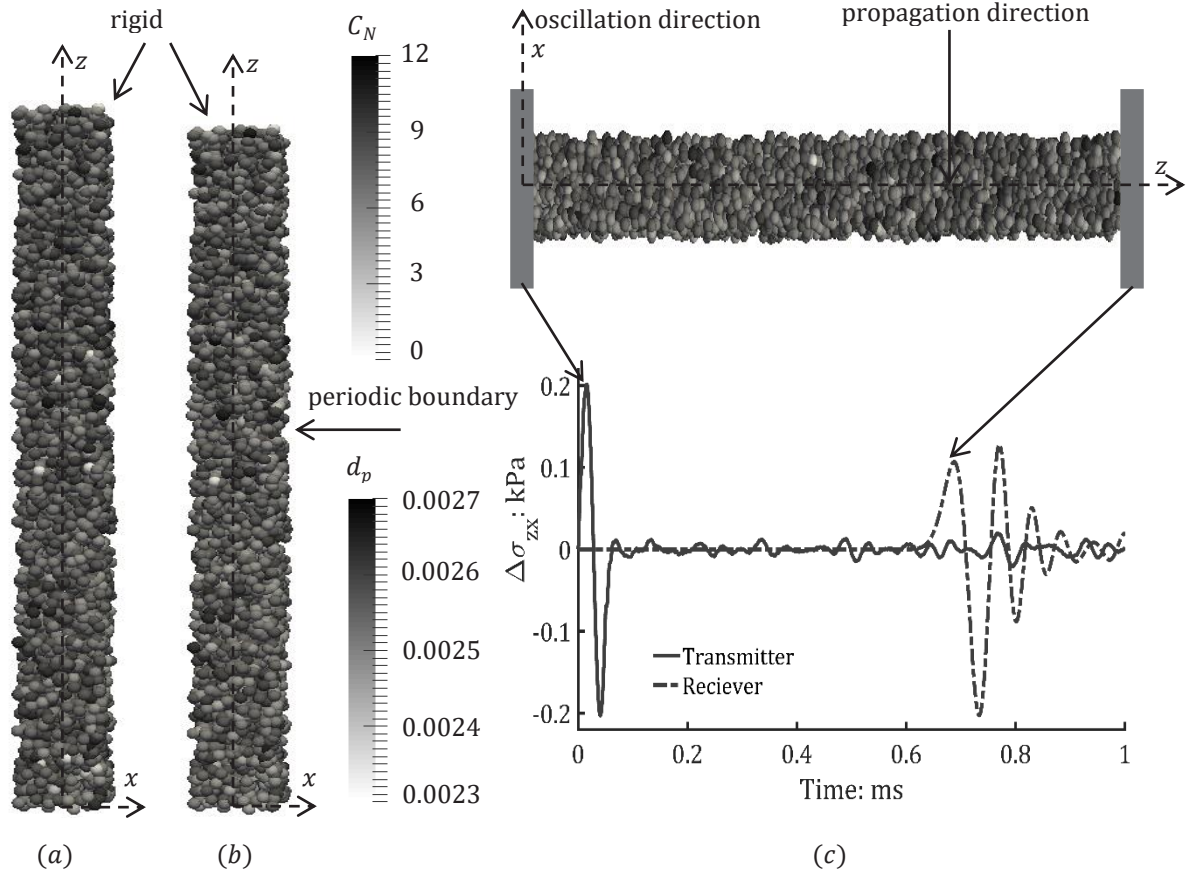 rigid
z
z
x
x
C_N
12
9
6
3
0
periodic boundary
d_p
0.0027
0.0026
0.0025
0.0024
0.0023
(a)
(b)
oscillation direction
propagation direction
x
z
Δσ_zx: kPa
0.2
0.1
0
-0.1
-0.2
Transmitter
Reciever
0
0.2
0.4
0.6
0.8
1
Time: ms
(c)